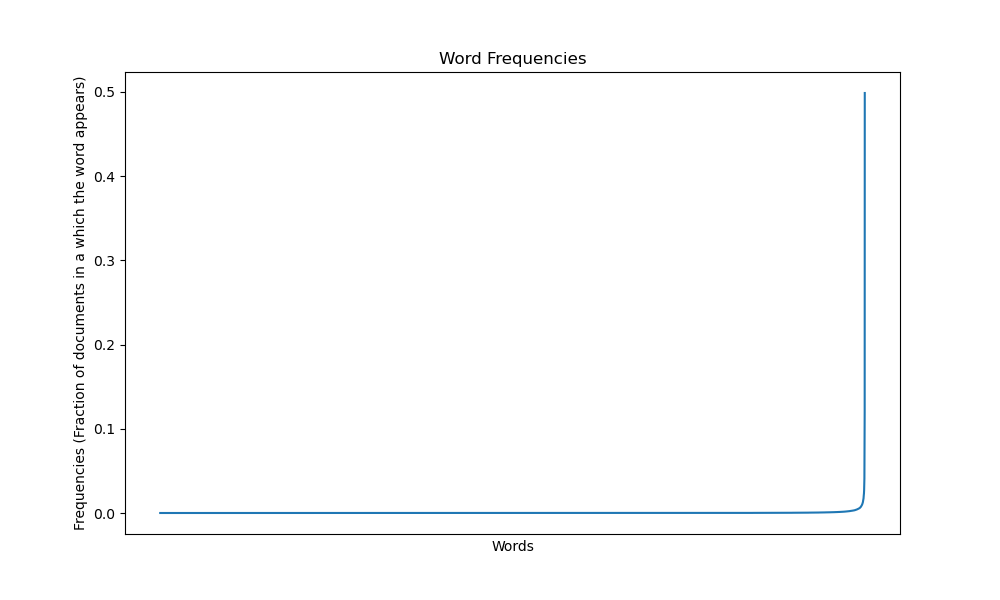 Word Frequencies
Frequencies (Fraction of documents in a which the word appears)
0.5
0.4
0.3
0.2
0.1
0.0
Words